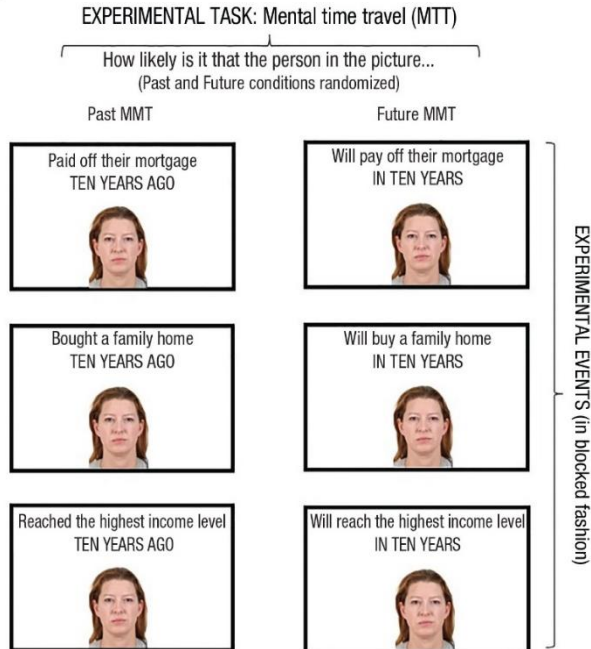 EXPERIMENTAL TASK: Mental time travel (MTT)
How likely is it that the person in the picture...
(Past and Future conditions randomized)
Past MMT
Future MMT
Paid off their mortgage
TEN YEARS AGO
Will pay off their mortgage
IN TEN YEARS
Bought a family home
TEN YEARS AGO
Will buy a family home
IN TEN YEARS
Reached the highest income level
TEN YEARS AGO
Will reach the highest income level
IN TEN YEARS
EXPERIMENTAL EVENTS (in blocked fashion)